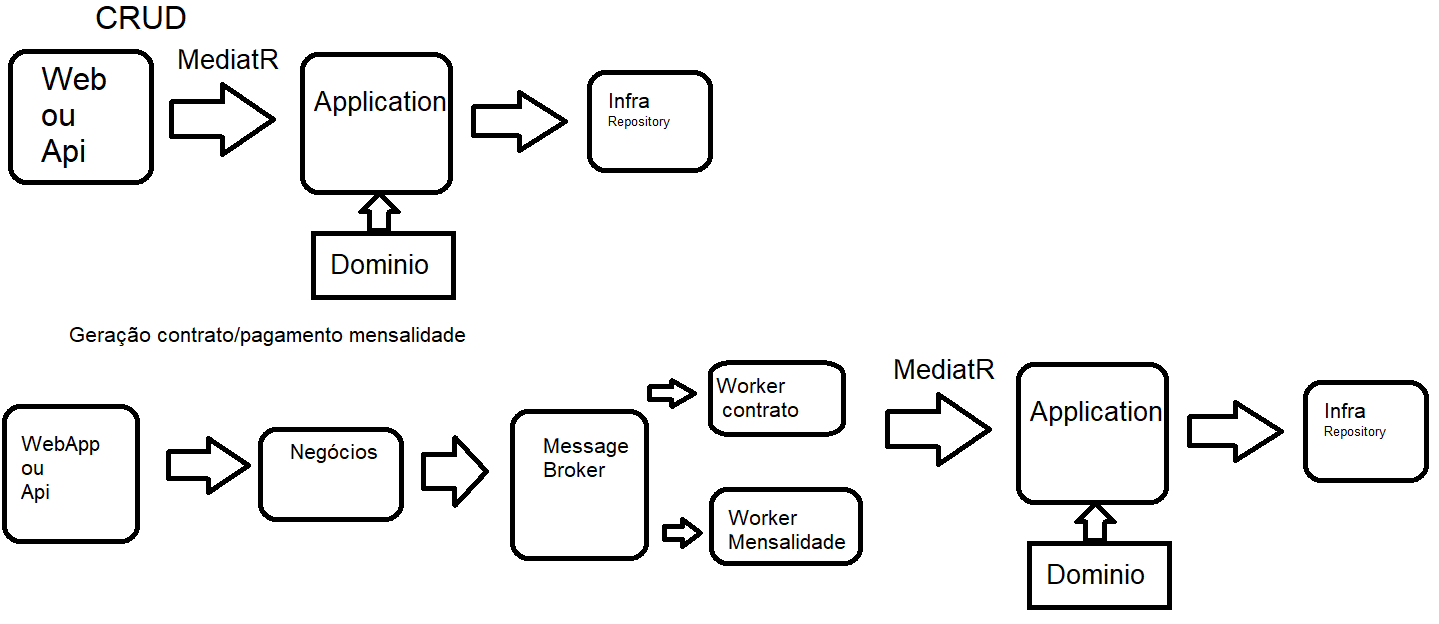 CRUD
Web
ou
Api
MediatR
Application
Infra
Repository
Dominio
Geração contrato/pagamento mensalidade
WebApp
ou
Api
Negócios
Message
Broker
Worker
contrato
Worker
Mensalidade
MediatR
Application
Infra
Repository
Dominio